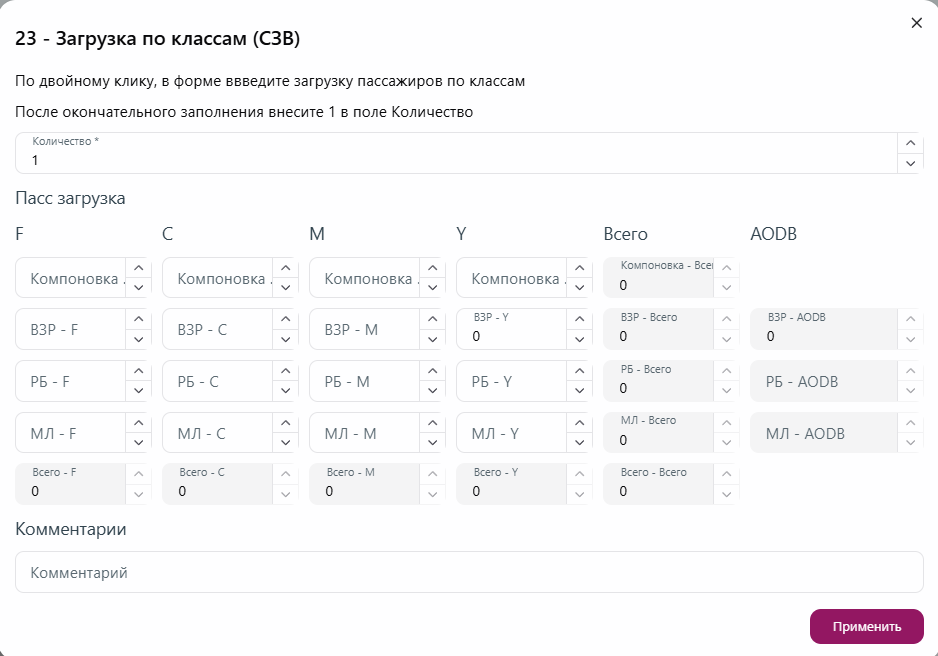 23 - Загрузка по классам (СЗВ)
По двойному клику, в форме ввведите загрузку пассажиров по классам
После окончательного заполнения внесите 1 в поле Количество
Количество *
1
Пасс загрузка
F C M Y Всего AODB
Компоновка . Компоновка . Компоновка . Компоновка . Компоновка - Все
0
ВЗР - F ВЗР - C ВЗР - M ВЗР - Y ВЗР - Всего ВЗР - AODB
0 0 0
РБ - F РБ - C РБ - M РБ - Y РБ - Всего РБ - AODB
0
МЛ - F МЛ - C МЛ - M МЛ - Y МЛ - Всего МЛ - AODB
0
Всего - F Всего - C Всего - M Всего - Y Всего - Всего
0 0 0 0 0
Комментарии
Комментарий
Применить